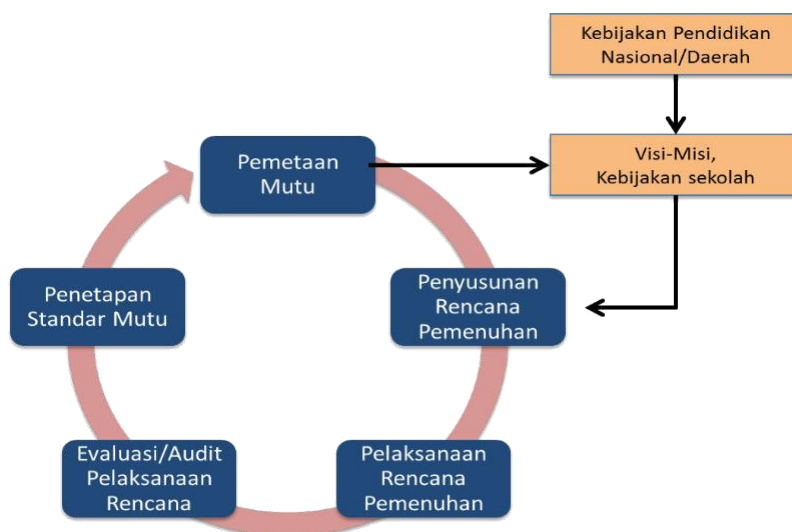 Kebijakan Pendidikan
Nasional/Daerah
Pemetaan
Mutu
Visi-Misi,
Kebijakan sekolah
Penetapan
Standar Mutu
Penyusunan
Rencana
Pemenuhan
Evaluasi/Audit
Pelaksanaan
Rencana
Pelaksanaan
Rencana
Pemenuhan